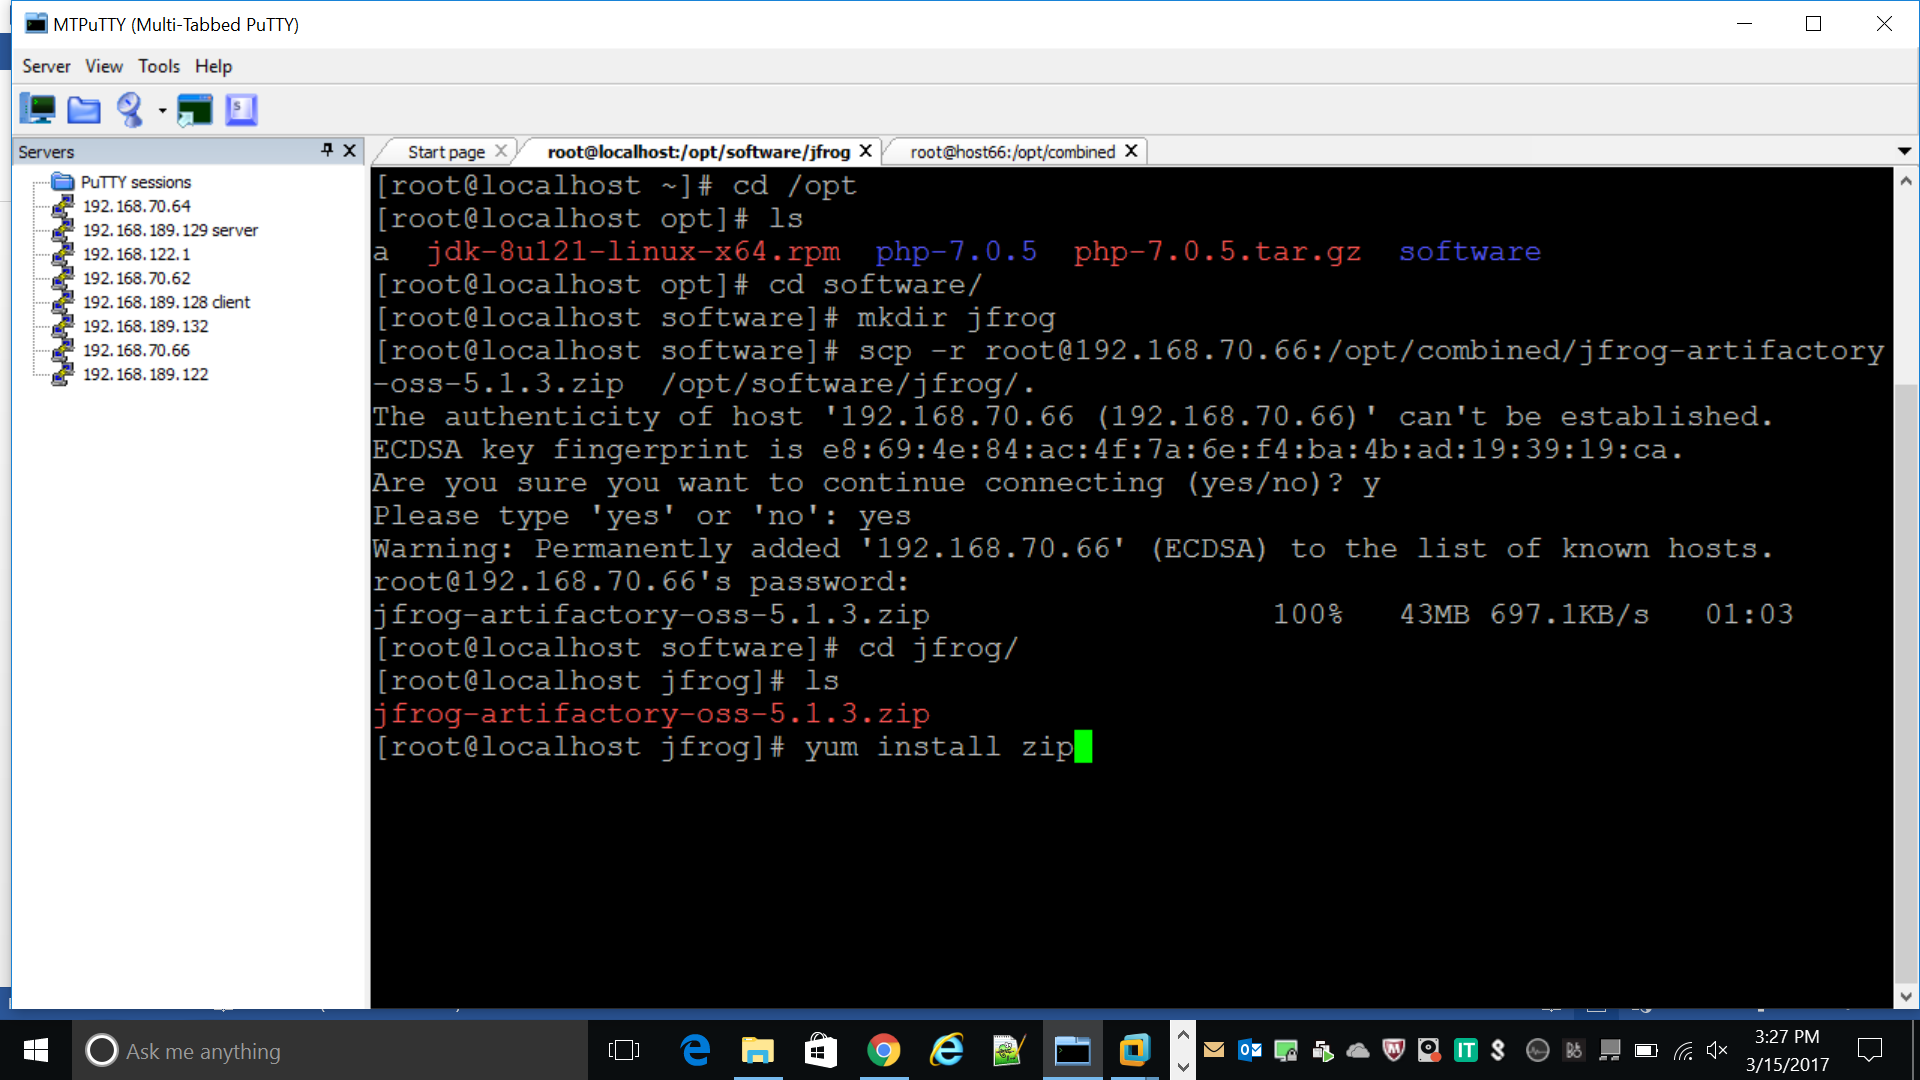 MTPuTTY (Multi-Tabbed PuTTY)
Server View Tools Help
Servers
Start page
root@localhost:/opt/software/jfrog
root@host66:/opt/combined
PuTTY sessions
192.168.70.64
192.168.189.129 server
192.168.122.1
192.168.70.62
192.168.189.128 client
192.168.189.132
192.168.70.66
192.168.189.122
[root@localhost ~]# cd /opt
[root@localhost opt]# ls
a  jdk-8u121-linux-x64.rpm  php-7.0.5  php-7.0.5.tar.gz  software
[root@localhost opt]# cd software/
[root@localhost software]# mkdir jfrog
[root@localhost software]# scp -r root@192.168.70.66:/opt/combined/jfrog-artifactory
-oss-5.1.3.zip  /opt/software/jfrog/.
The authenticity of host '192.168.70.66 (192.168.70.66)' can't be established.
ECDSA key fingerprint is e8:69:4e:84:ac:4f:7a:6e:f4:ba:4b:ad:19:39:19:ca.
Are you sure you want to continue connecting (yes/no)? y
Please type 'yes' or 'no': yes
Warning: Permanently added '192.168.70.66' (ECDSA) to the list of known hosts.
root@192.168.70.66's password:
jfrog-artifactory-oss-5.1.3.zip 100% 43MB 697.1KB/s 01:03
[root@localhost software]# cd jfrog/
[root@localhost jfrog]# ls
jfrog-artifactory-oss-5.1.3.zip
[root@localhost jfrog]# yum install zip
Ask me anything
IT
3:27 PM
3/15/2017